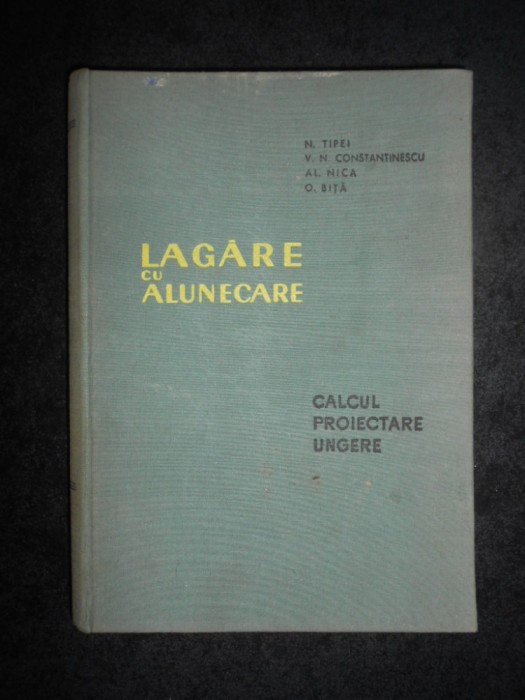 N. TIPEI
V. N. CONSTANTINESCU
AL. NICA
O. BIȚĂ
LAGĂRE
CU
ALUNECARE
CALCUL
PROIECTARE
UNGERE